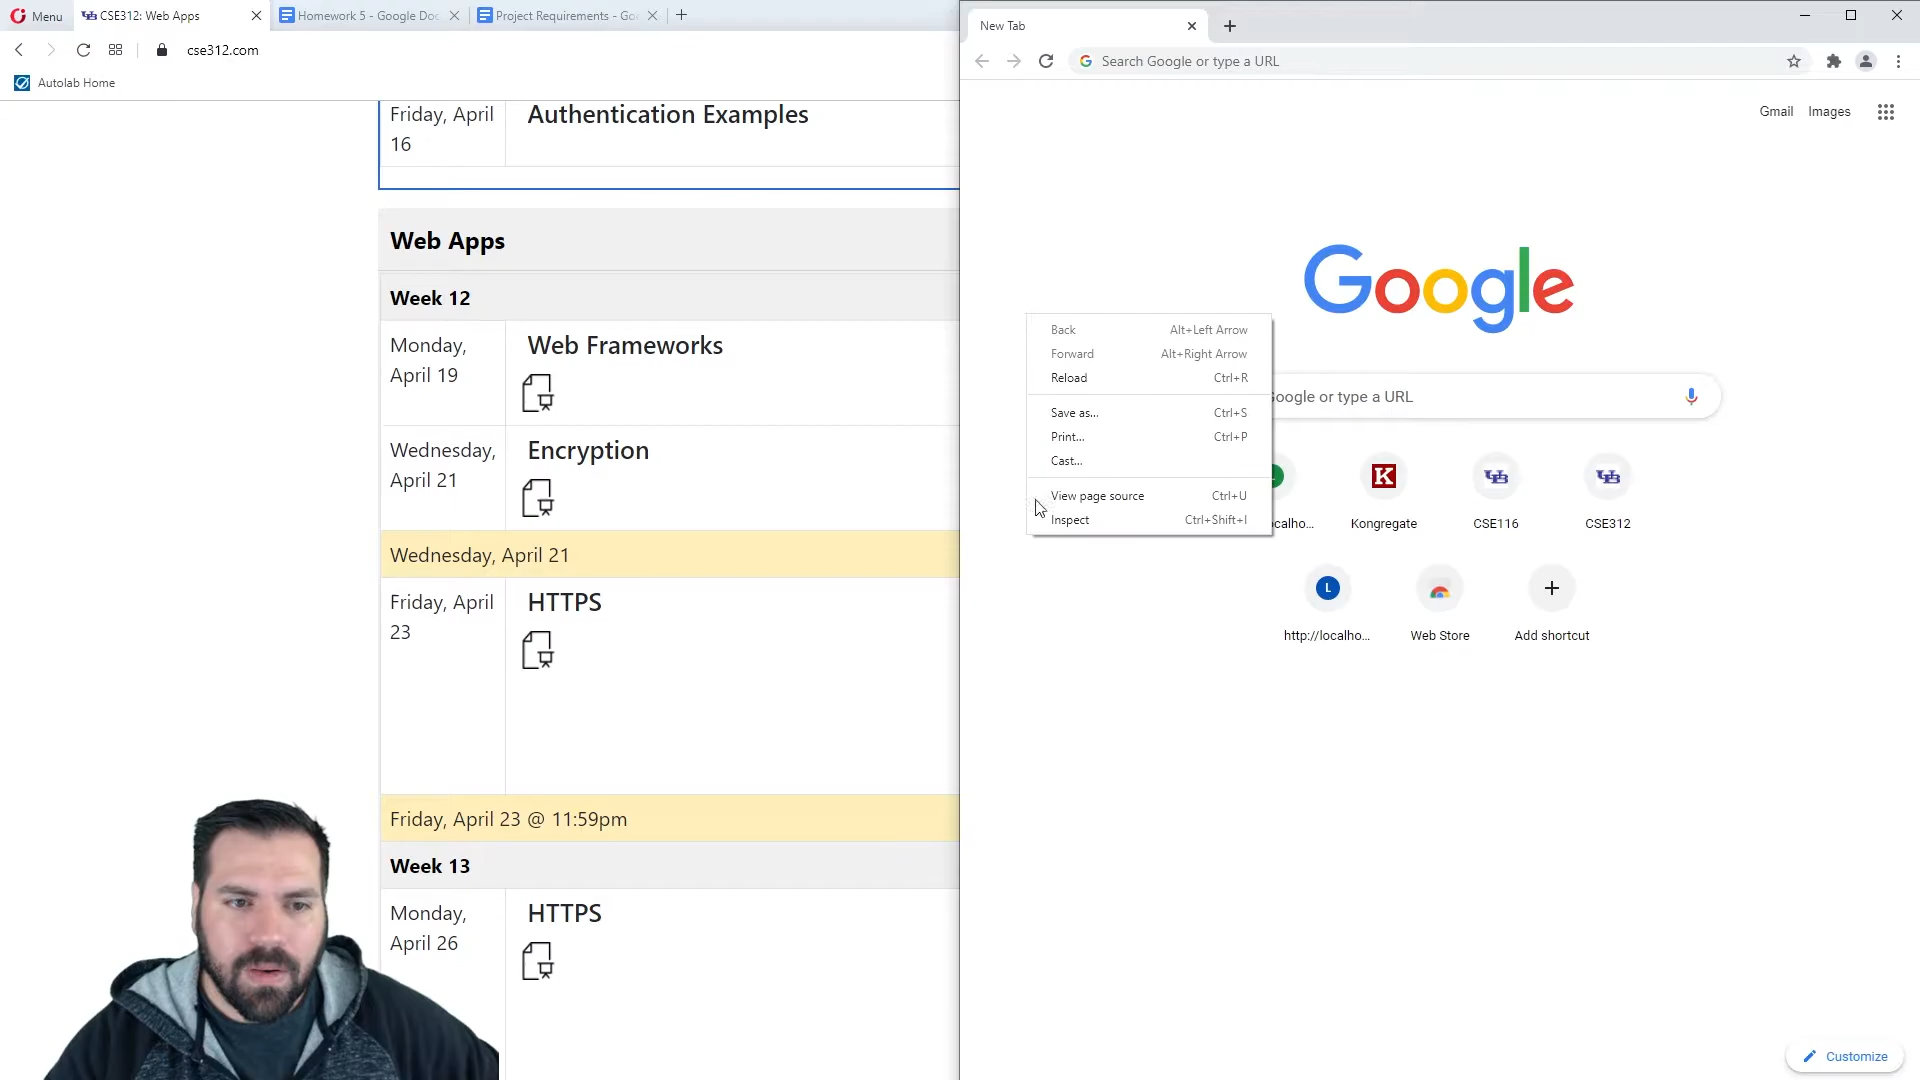 Menu
CSE312: Web Apps
Homework 5 - Google Doc
Project Requirements - Goo
cse312.com
Autolab Home
Friday, April
16
Authentication Examples
Web Apps
Week 12
Monday,
April 19
Web Frameworks
Wednesday,
April 21
Encryption
Wednesday, April 21
Friday, April
23
HTTPS
Friday, April 23 @ 11:59pm
Week 13
Monday,
April 26
HTTPS
New Tab
Search Google or type a URL
Gmail
Images
Google
Back Alt+Left Arrow
Forward Alt+Right Arrow
Reload Ctrl+R
Save as... Ctrl+S
Print... Ctrl+P
Cast...
View page source Ctrl+U
Inspect Ctrl+Shift+I
Google or type a URL
K
UB
UB
calho...
Kongregate
CSE116
CSE312
L
http://localho...
Web Store
Add shortcut
Customize